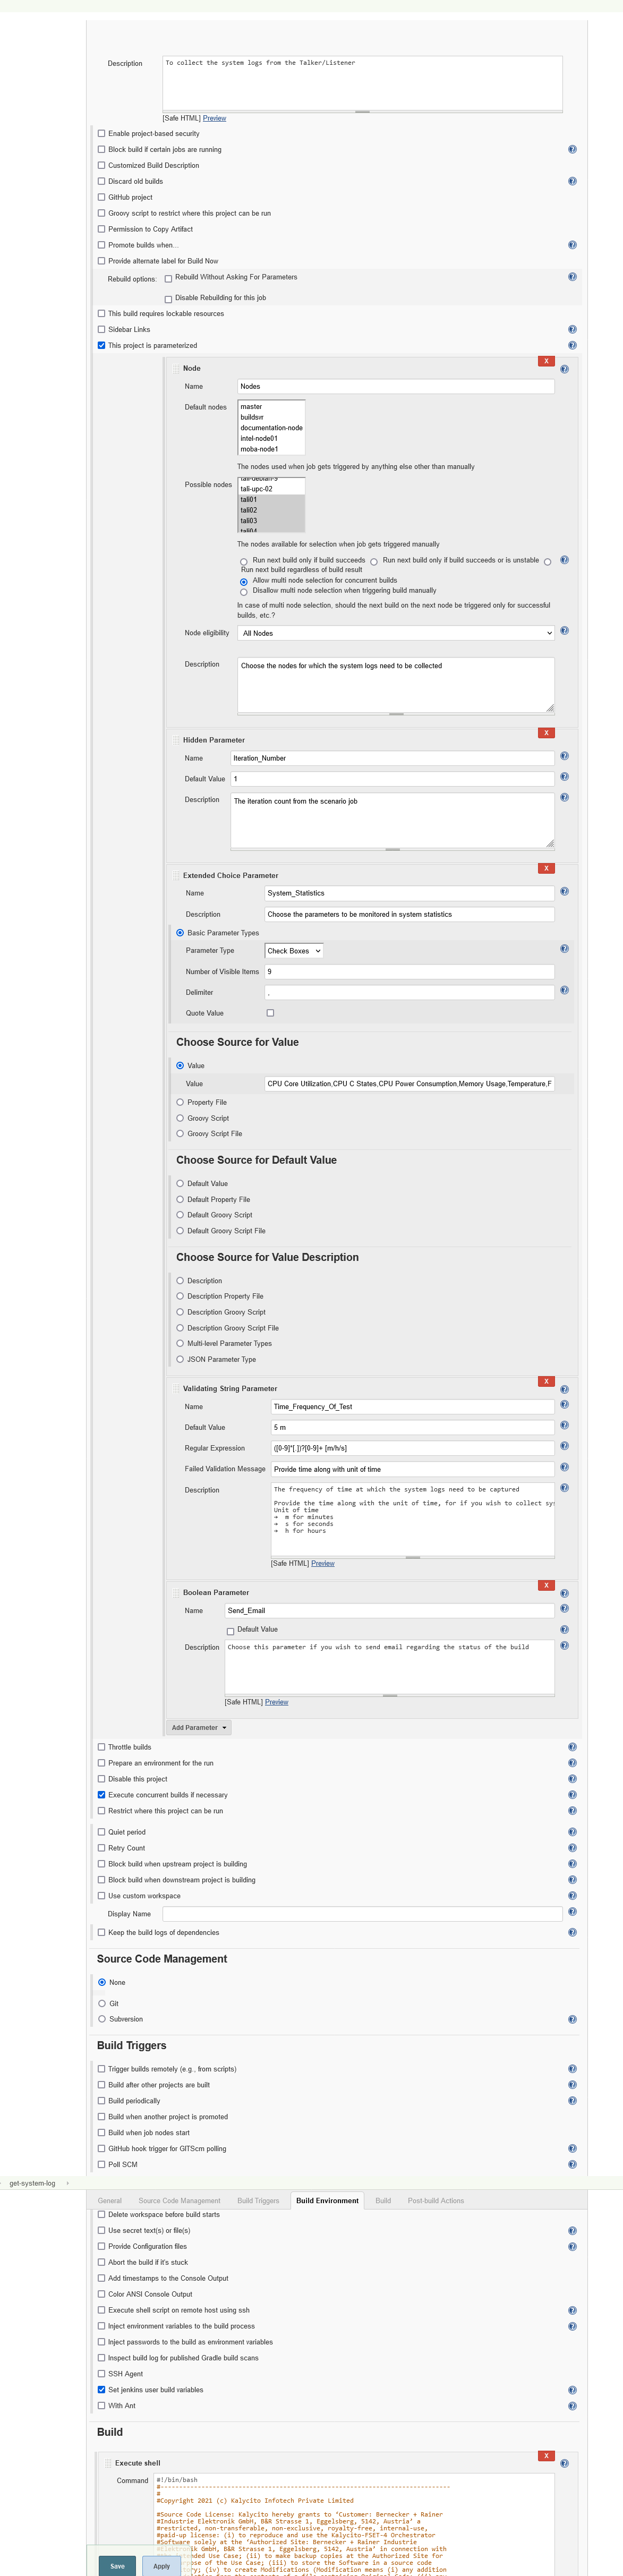 Description
To collect the system logs from the Talker/Listener
[Safe HTML] Preview
Enable project-based security
Block build if certain jobs are running
Customized Build Description
Discard old builds
GitHub project
Groovy script to restrict where this project can be run
Permission to Copy Artifact
Promote builds when...
Provide alternate label for Build Now
Rebuild options:
Rebuild Without Asking For Parameters
Disable Rebuilding for this job
This build requires lockable resources
Sidebar Links
This project is parameterized
X
Node
Name
Nodes
Default nodes
master
buildsvr
documentation-node
intel-node01
moba-node1
The nodes used when job gets triggered by anything else other than manually
Possible nodes
tali-debian-9
tali-upc-02
tali01
tali02
tali03
tali04
The nodes available for selection when job gets triggered manually
Run next build only if build succeeds
Run next build only if build succeeds or is unstable
Run next build regardless of build result
Allow multi node selection for concurrent builds
Disallow multi node selection when triggering build manually
In case of multi node selection, should the next build on the next node be triggered only for successful
builds, etc.?
Node eligibility
All Nodes
Description
Choose the nodes for which the system logs need to be collected
X
Hidden Parameter
Name
Iteration_Number
Default Value
1
Description
The iteration count from the scenario job
X
Extended Choice Parameter
Name
System_Statistics
Description
Choose the parameters to be monitored in system statistics
Basic Parameter Types
Parameter Type
Check Boxes
Number of Visible Items
9
Delimiter
,
Quote Value
Choose Source for Value
Value
Value
CPU Core Utilization,CPU C States,CPU Power Consumption,Memory Usage,Temperature,F
Property File
Groovy Script
Groovy Script File
Choose Source for Default Value
Default Value
Default Property File
Default Groovy Script
Default Groovy Script File
Choose Source for Value Description
Description
Description Property File
Description Groovy Script
Description Groovy Script File
Multi-level Parameter Types
JSON Parameter Type
X
Validating String Parameter
Name
Time_Frequency_Of_Test
Default Value
5 m
Regular Expression
([0-9]*[.])?[0-9]+ [m/h/s]
Failed Validation Message
Provide time along with unit of time
Description
The frequency of time at which the system logs need to be captured
Provide the time along with the unit of time, for if you wish to collect sys
Unit of time
→ m for minutes
→ s for seconds
→ h for hours
[Safe HTML] Preview
X
Boolean Parameter
Name
Send_Email
Default Value
Description
Choose this parameter if you wish to send email regarding the status of the build
[Safe HTML] Preview
Add Parameter
Throttle builds
Prepare an environment for the run
Disable this project
Execute concurrent builds if necessary
Restrict where this project can be run
Quiet period
Retry Count
Block build when upstream project is building
Block build when downstream project is building
Use custom workspace
Display Name
Keep the build logs of dependencies
Source Code Management
None
Git
Subversion
Build Triggers
Trigger builds remotely (e.g., from scripts)
Build after other projects are built
Build periodically
Build when another project is promoted
Build when job nodes start
GitHub hook trigger for GITScm polling
Poll SCM
get-system-log
General Source Code Management Build Triggers Build Environment Build Post-build Actions
Delete workspace before build starts
Use secret text(s) or file(s)
Provide Configuration files
Abort the build if it's stuck
Add timestamps to the Console Output
Color ANSI Console Output
Execute shell script on remote host using ssh
Inject environment variables to the build process
Inject passwords to the build as environment variables
Inspect build log for published Gradle build scans
SSH Agent
Set jenkins user build variables
With Ant
Build
X
Execute shell
Command
#!/bin/bash
#------------------------------------------------------------------------------
#
#Copyright 2021 (c) Kalycito Infotech Private Limited
#Source Code License: Kalycito hereby grants to 'Customer: Bernecker + Rainer
#Industrie Elektronik GmbH, B&R Strasse 1, Eggelsberg, 5142, Austria' a
#restricted, non-transferable, non-exclusive, royalty-free, internal-use,
#paid-up license: (i) to reproduce and use the Kalycito-FSET-4 Orchestrator
#Software solely at the 'Authorized Site: Bernecker + Rainer Industrie
#Elektronik GmbH, B&R Strasse 1, Eggelsberg, 5142, Austria' in connection with
Use Case; (ii) to make backup copies at the Authorized Site for
of the Use Case; (iii) to store the Software in a source code
(iv) to create Modifications (Modification means (i) any addition
Save
Apply